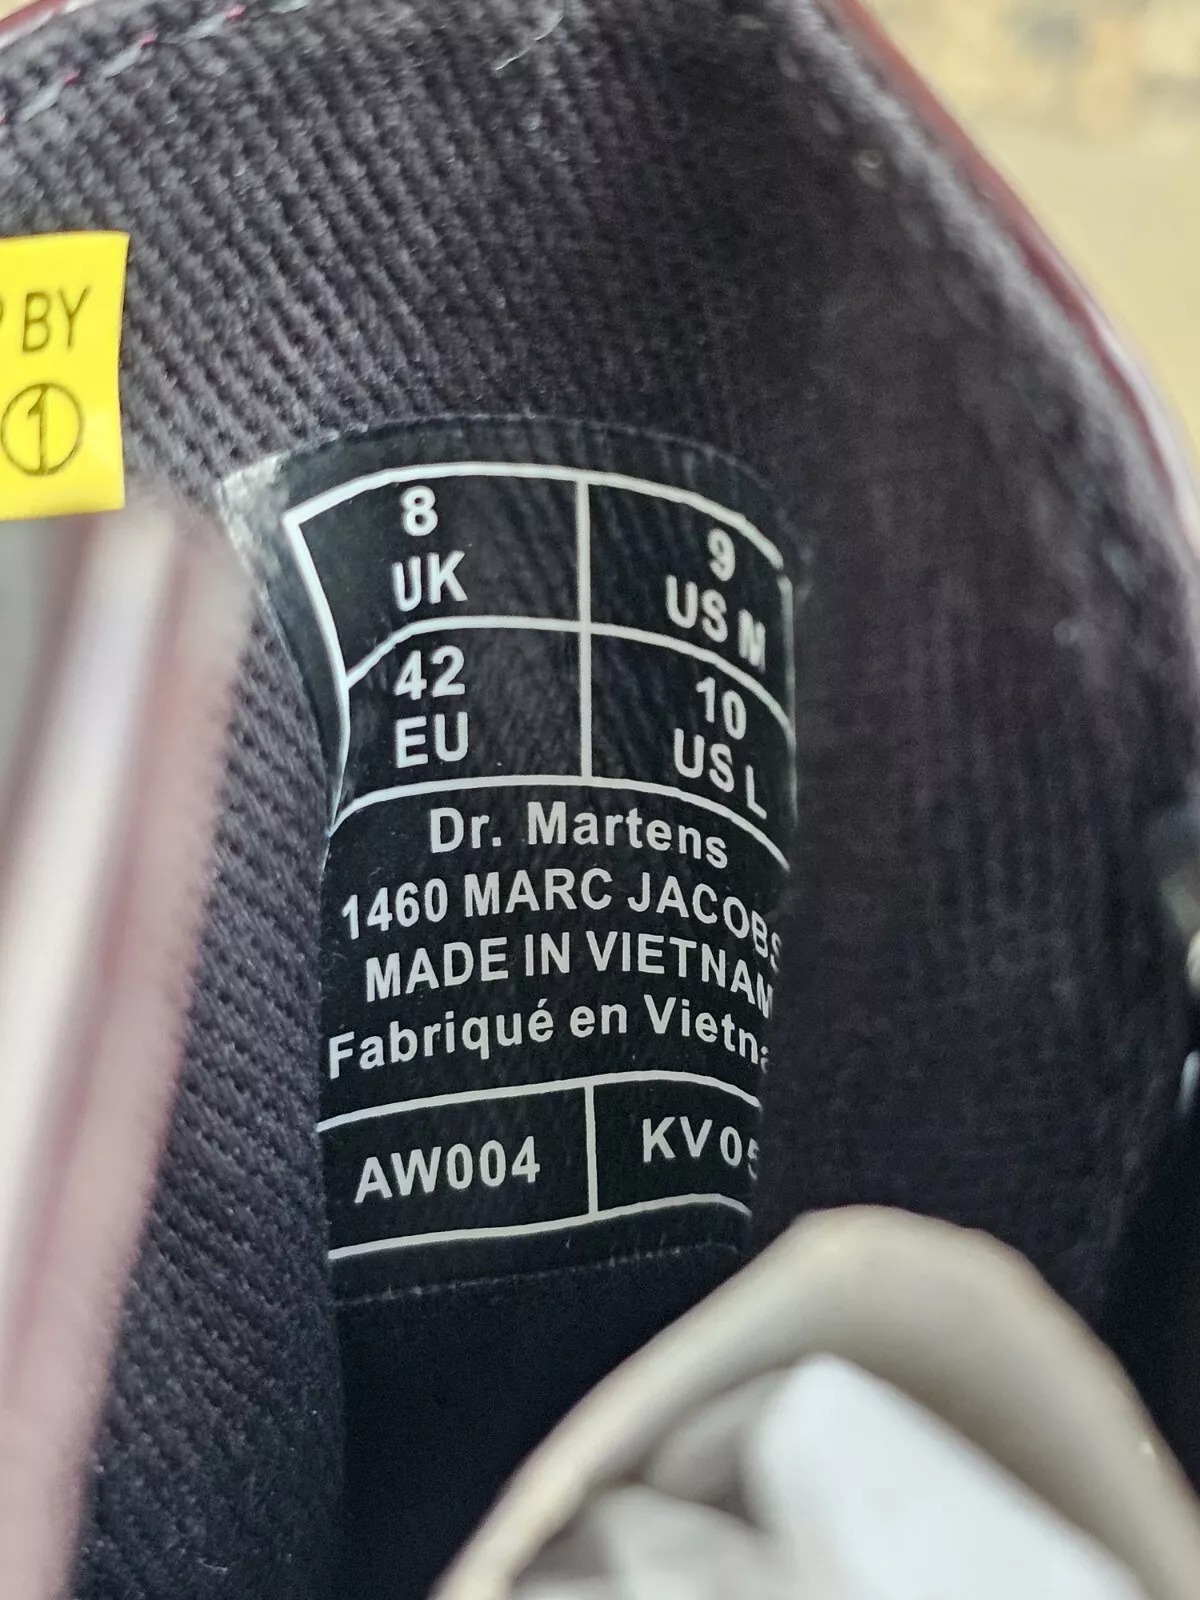 BY
1
8
UK
9
US M
42
EU
10
US L
Dr. Martens
1460 MARC JACOBS
MADE IN VIETNAM
Fabriqué en Vietna
AW004
KV05